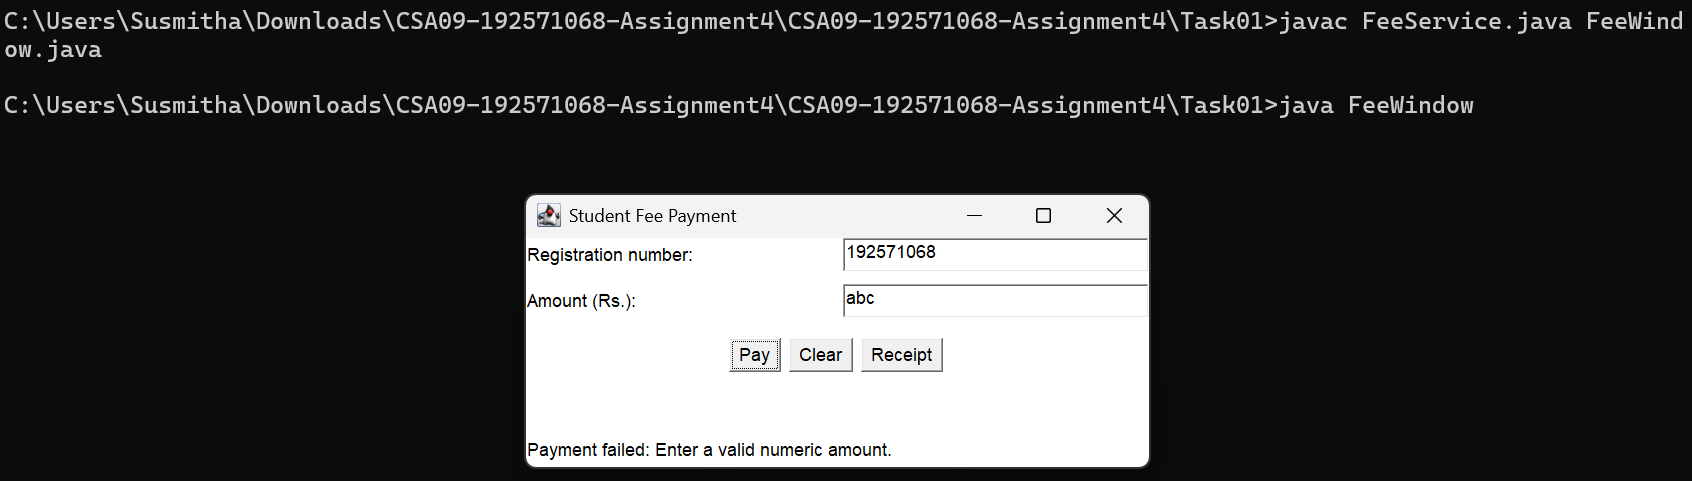 C:\Users\Susmitha\Downloads\CSA09-192571068-Assignment4\CSA09-192571068-Assignment4\Task01>javac FeeService.java FeeWind
ow.java
C:\Users\Susmitha\Downloads\CSA09-192571068-Assignment4\CSA09-192571068-Assignment4\Task01>java FeeWindow
Student Fee Payment
Registration number: 192571068
Amount (Rs.): abc
Pay Clear Receipt
Payment failed: Enter a valid numeric amount.